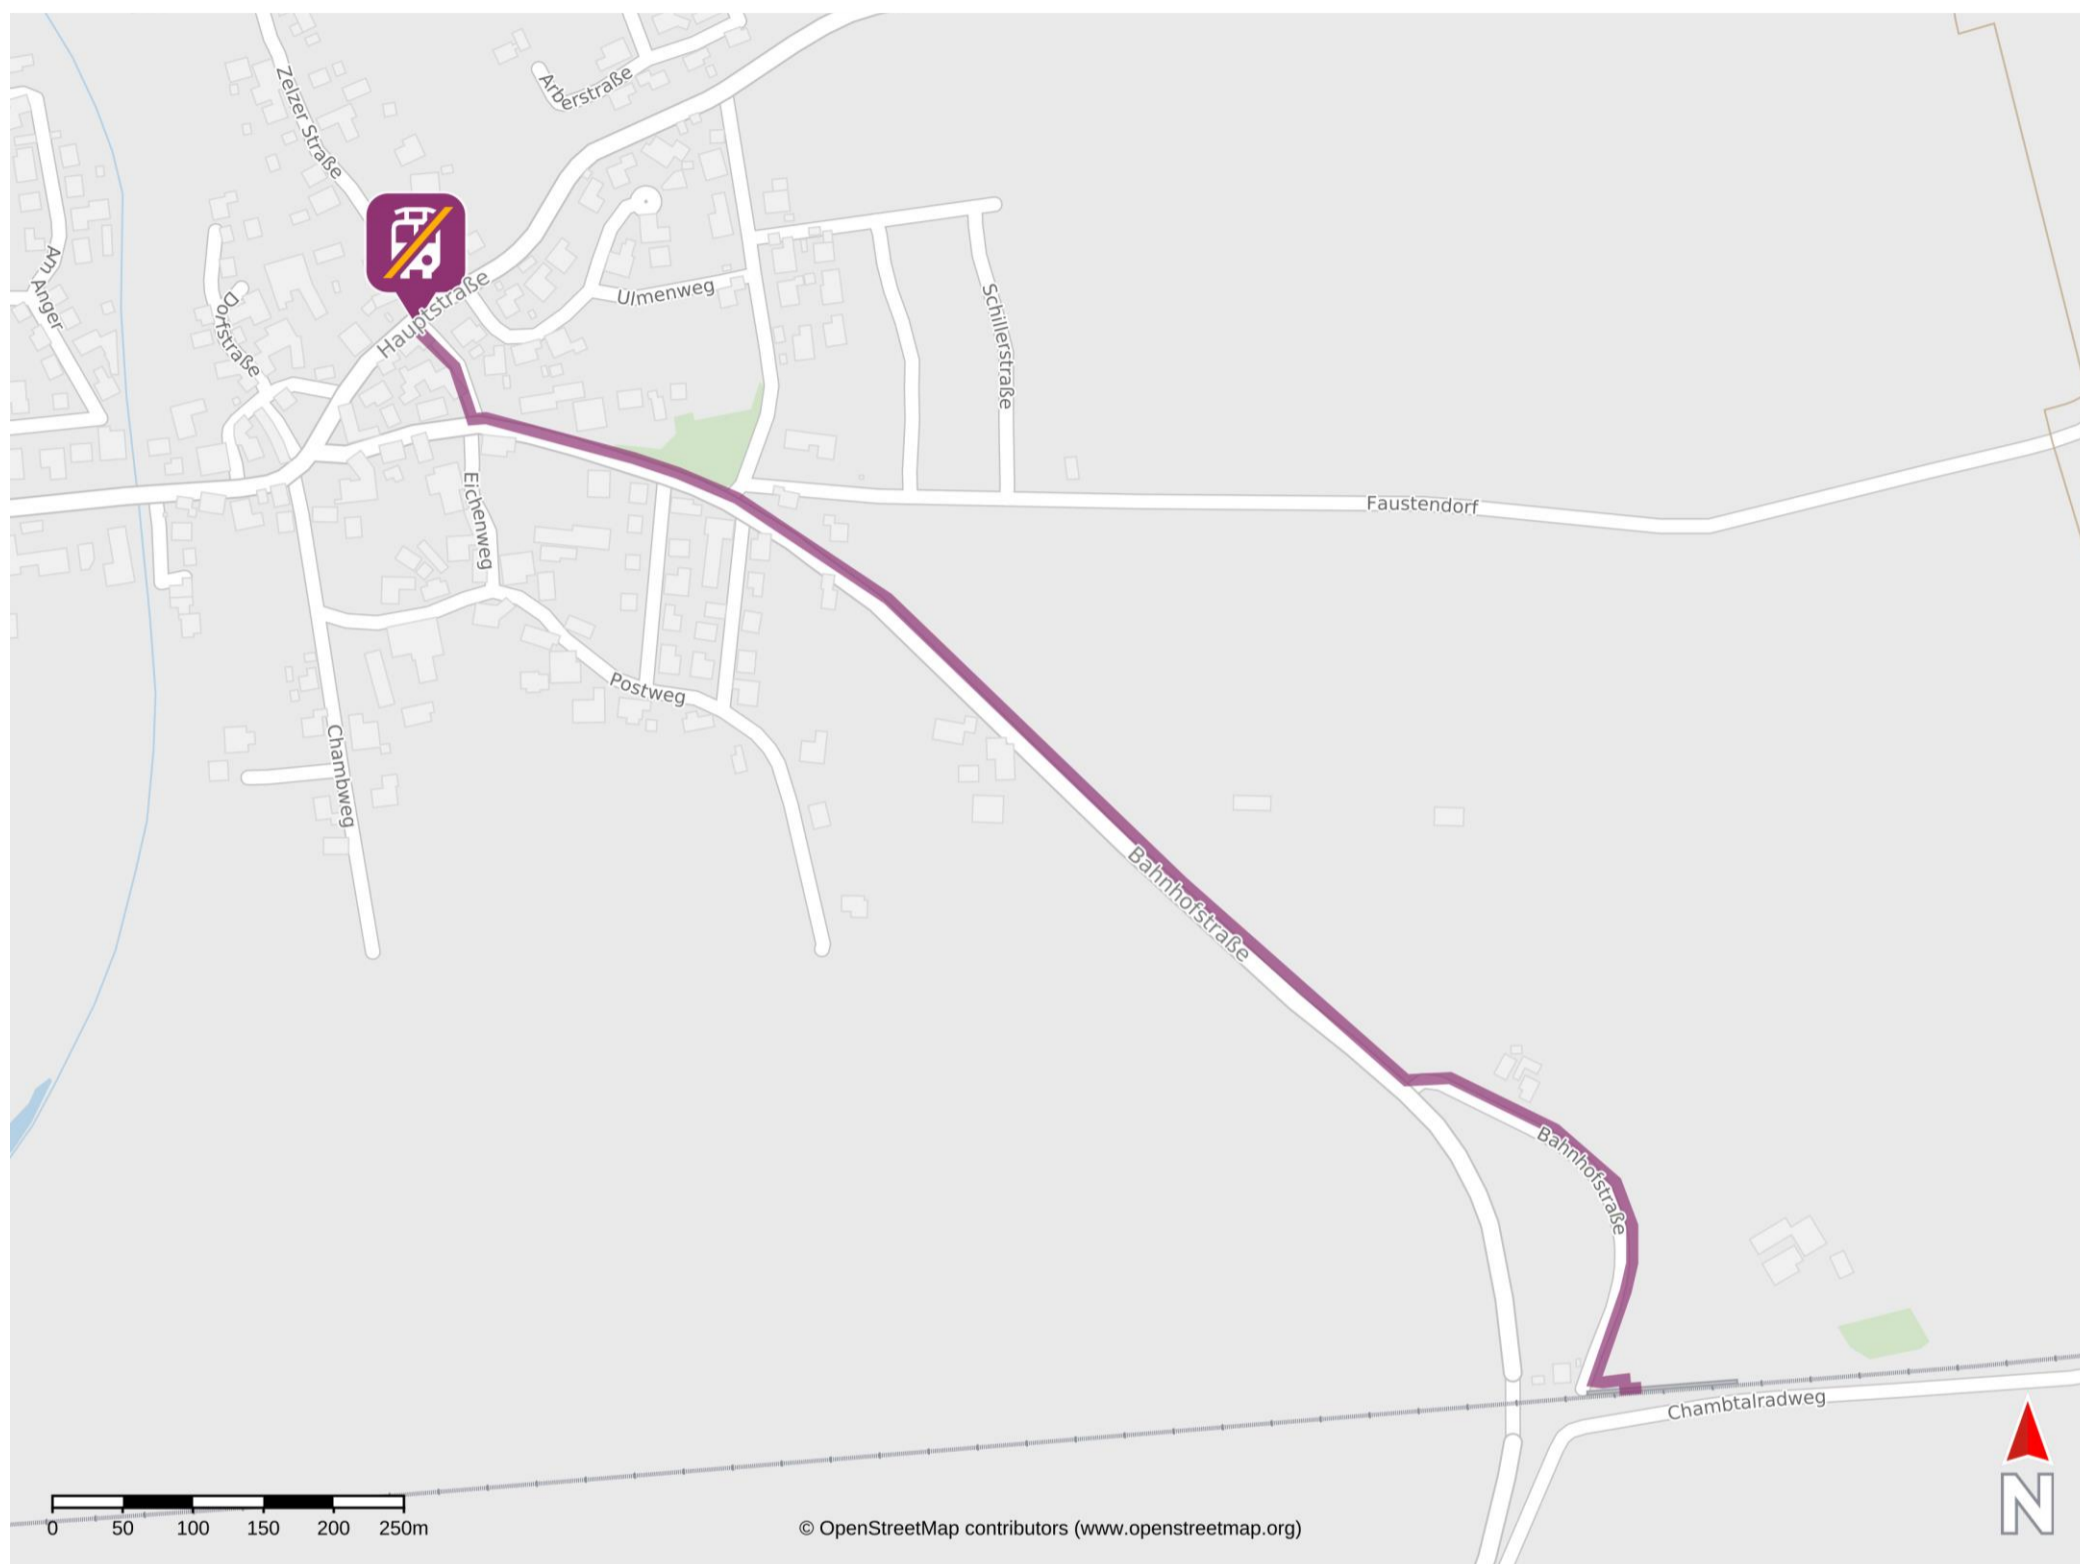 Arberstraße
Zelzer Straße
Am Anger
Hauptstraße
Ulmenweg
Dorfstraße
Schillerstraße
Eichenweg
Faustendorf
Postweg
Chambweg
Bahnhofstraße
Bahnhofstraße
Chambtalradweg
N
0 50 100 150 200 250m
© OpenStreetMap contributors (www.openstreetmap.org)